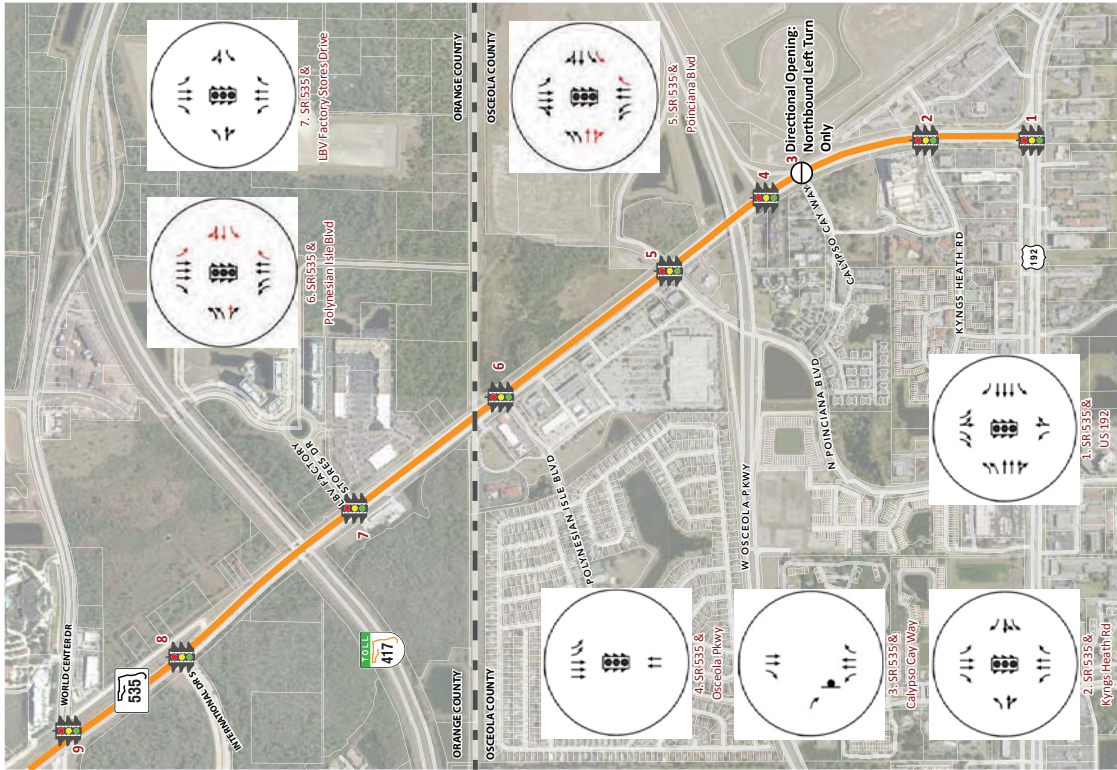 7. SR 535 &
LBV Factory Stores Drive
6. SR 535 &
Polynesian Isle Blvd
5. SR 535 &
Poinciana Blvd
ORANGE COUNTY
OSCEOLA COUNTY
3 Directional Opening:
Northbound Left Turn
Only
2
1
4
5
6
7
8
9
CALYPSO CAY WAY
KYNGS HEATH RD
192
N POINCIANA BLVD
W OSCEOLA PKWY
POLYNESIAN ISLE BLVD
LBV FACTORY
STORES DR
TOLL
417
INTERNATIONAL DR S
535
WORLD CENTER DR
ORANGE COUNTY
OSCEOLA COUNTY
4. SR 535 &
Osceola Pkwy
3. SR 535 &
Calypso Cay Way
2. SR 535 &
Kyngs Heath Rd
1. SR 535 &
US 192